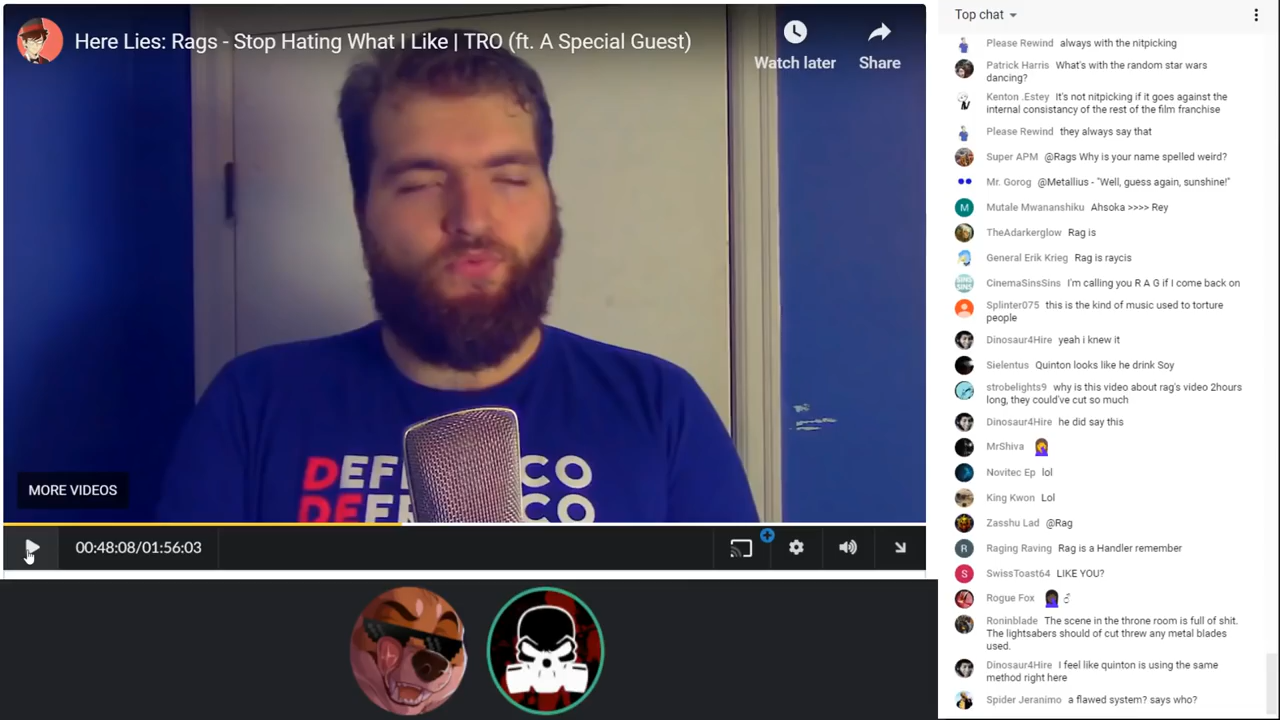 Here Lies: Rags - Stop Hating What I Like | TRO (ft. A Special Guest)
Watch later
Share
DEF CO
DEF CO
MORE VIDEOS
00:48:08/01:56:03
Top chat
Please Rewind always with the nitpicking
Patrick Harris What's with the random star wars
dancing?
Kenton .Estey It's not nitpicking if it goes against the
internal consistancy of the rest of the film franchise
Please Rewind they always say that
Super APM @Rags Why is your name spelled weird?
Mr. Gorog @Metallius - "Well, guess again, sunshine!"
M
Mutale Mwananshiku Ahsoka >>>> Rey
TheAdarkerglow Rag is
General Erik Krieg Rag is raycis
CinemaSinsSins I'm calling you R A G if I come back on
Splinter075 this is the kind of music used to torture
people
Dinosaur4Hire yeah i knew it
Sielentus Quinton looks like he drink Soy
strobelights9 why is this video about rag's video 2hours
long, they could've cut so much
Dinosaur4Hire he did say this
MrShiva 🤦
Novitec Ep lol
King Kwon Lol
Zasshu Lad @Rag
R
Raging Raving Rag is a Handler remember
S
SwissToast64 LIKE YOU?
Rogue Fox
Roninblade The scene in the throne room is full of shit.
The lightsabers should of cut threw any metal blades
used.
Dinosaur4Hire I feel like quinton is using the same
method right here
Spider Jeranimo a flawed system? says who?